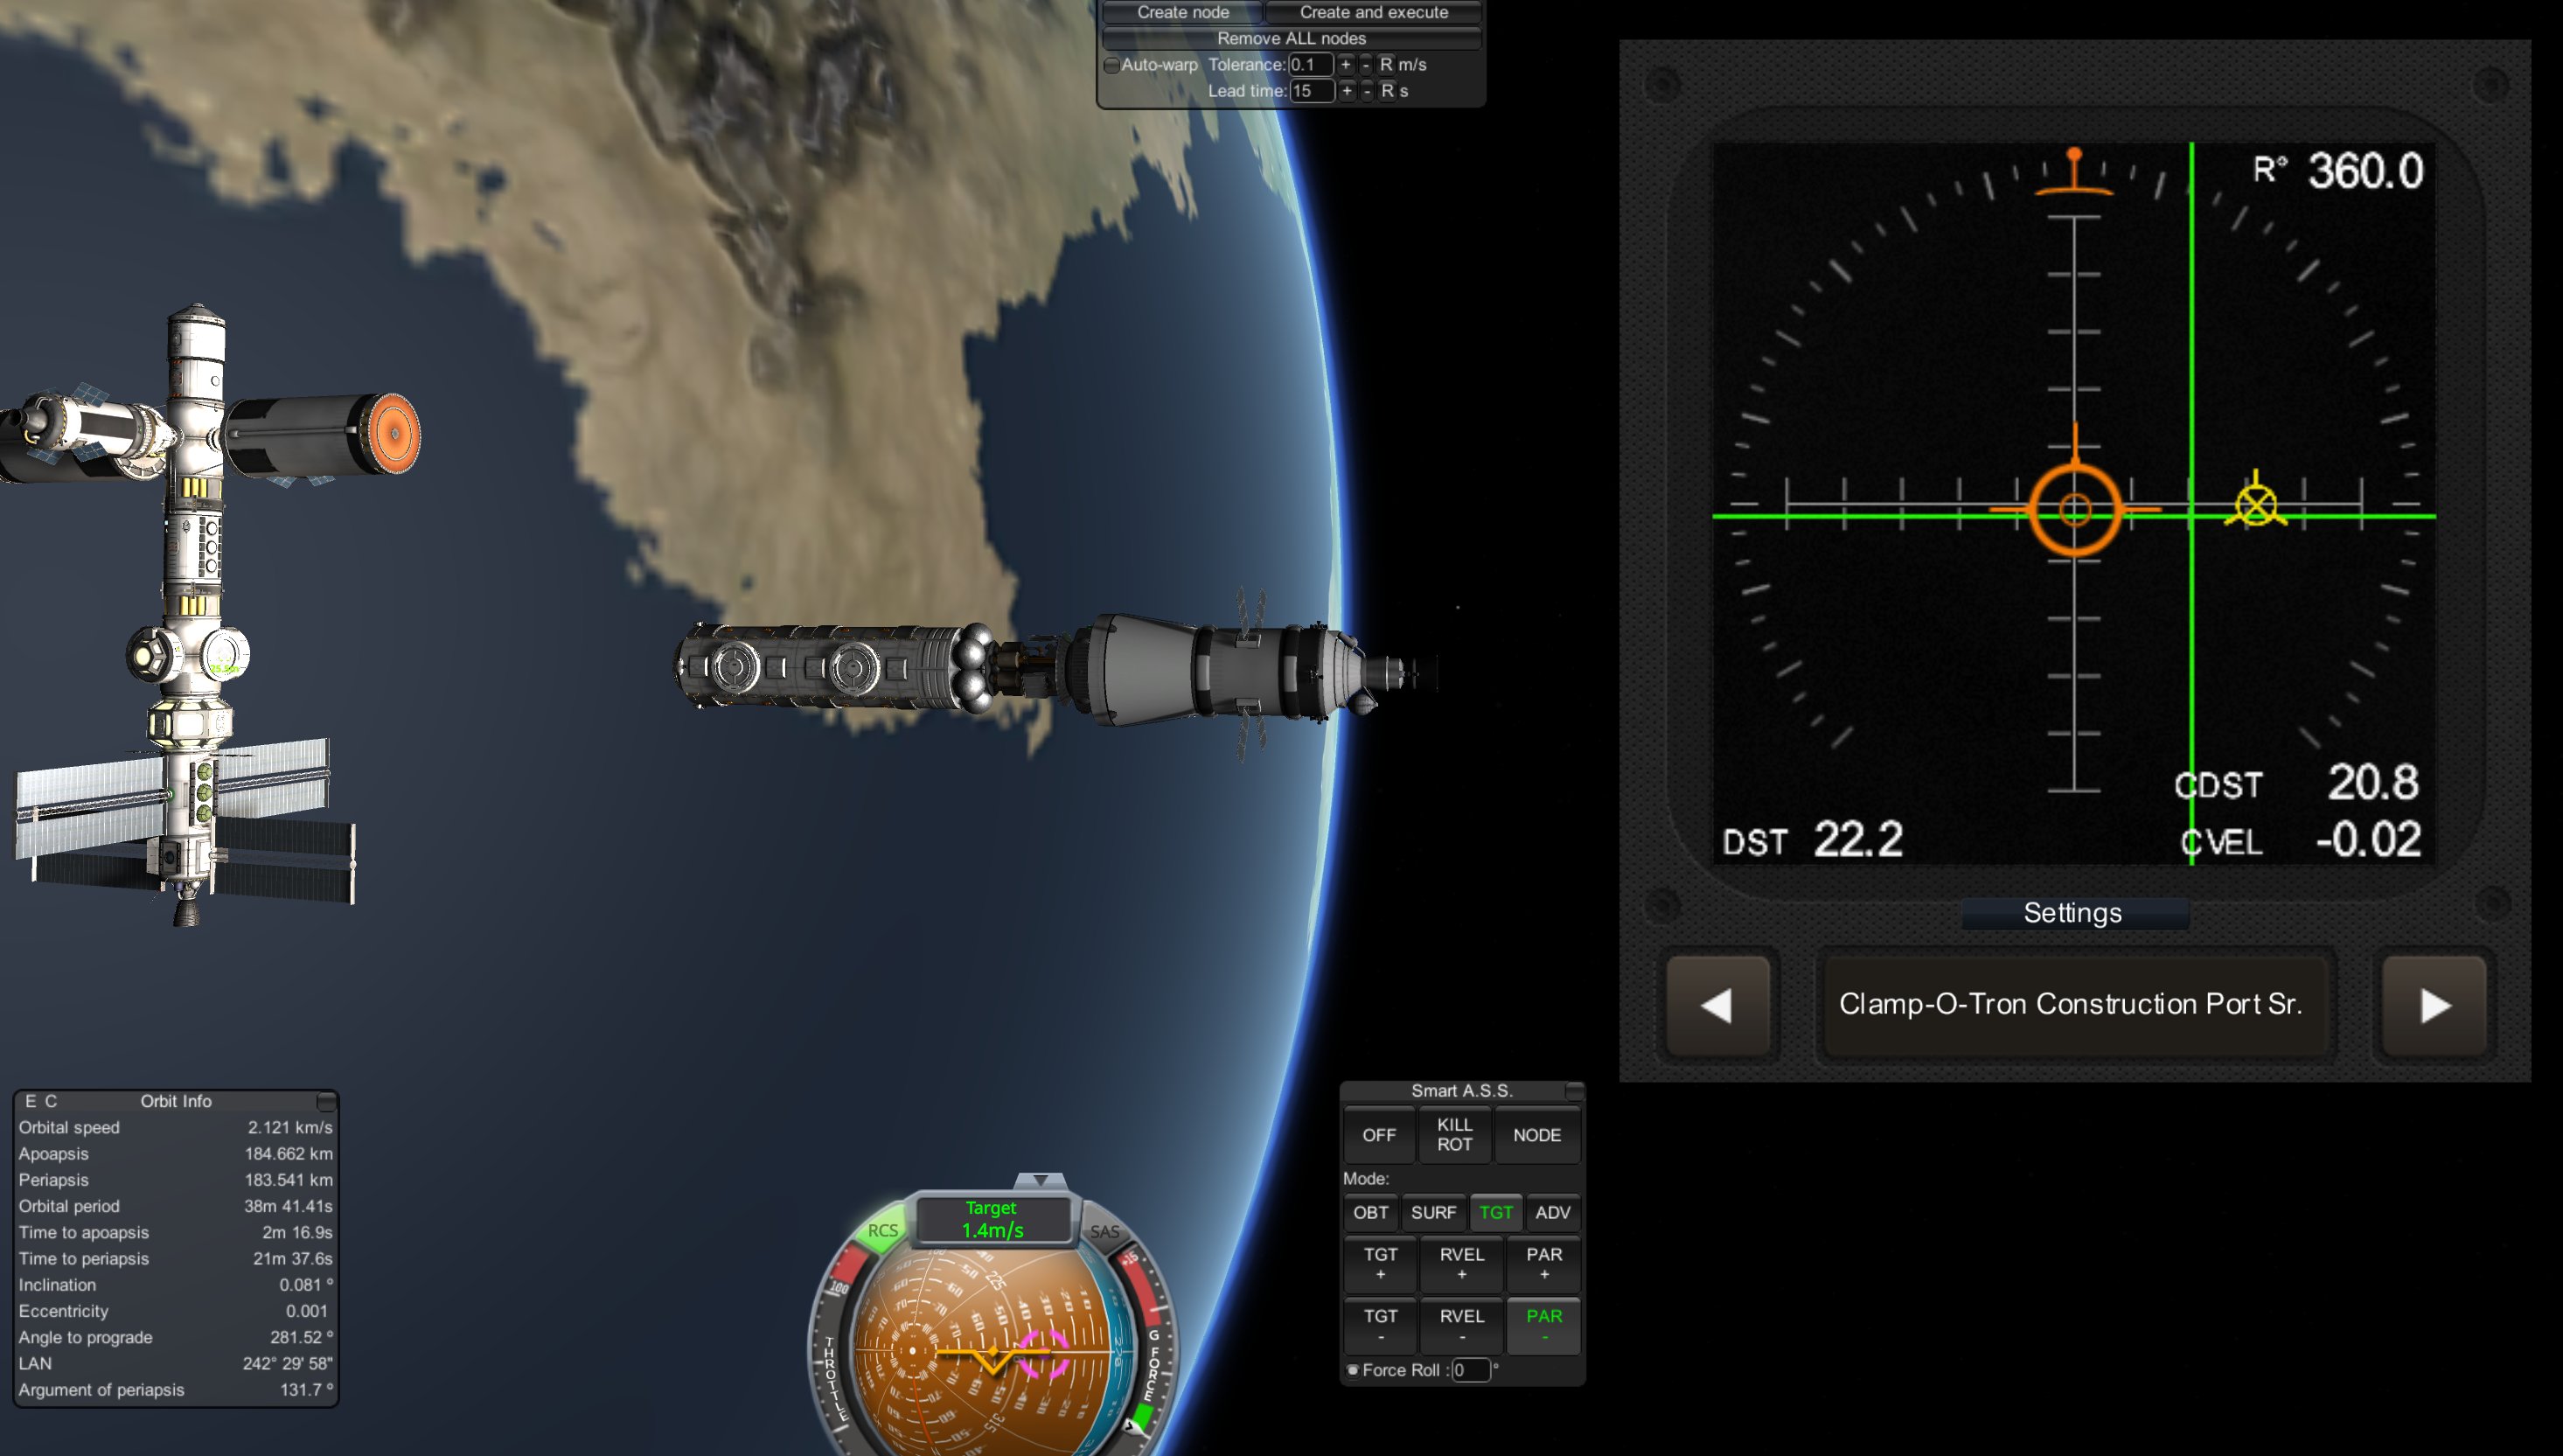 Create node
Create and execute
Remove ALL nodes
Auto-warp Tolerance: 0.1 + - R m/s
Lead time: 15 + - R s
R° 360.0
CDST 20.8
DST 22.2
CVEL -0.02
Settings
Clamp-O-Tron Construction Port Sr.
E C Orbit Info
Orbital speed 2.121 km/s
Apoapsis 184.662 km
Periapsis 183.541 km
Orbital period 38m 41.41s
Time to apoapsis 2m 16.9s
Time to periapsis 21m 37.6s
Inclination 0.081 º
Eccentricity 0.001
Angle to prograde 281.52 º
LAN 242° 29' 58"
Argument of periapsis 131.7 º
Target
1.4m/s
RCS
SAS
100
THROTTLE
G FORCE
+15
225
315
Smart A.S.S.
OFF
KILL
ROT
NODE
Mode:
OBT SURF TGT ADV
TGT
+
RVEL
+
PAR
+
TGT
-
RVEL
-
PAR
-
Force Roll : 0 °